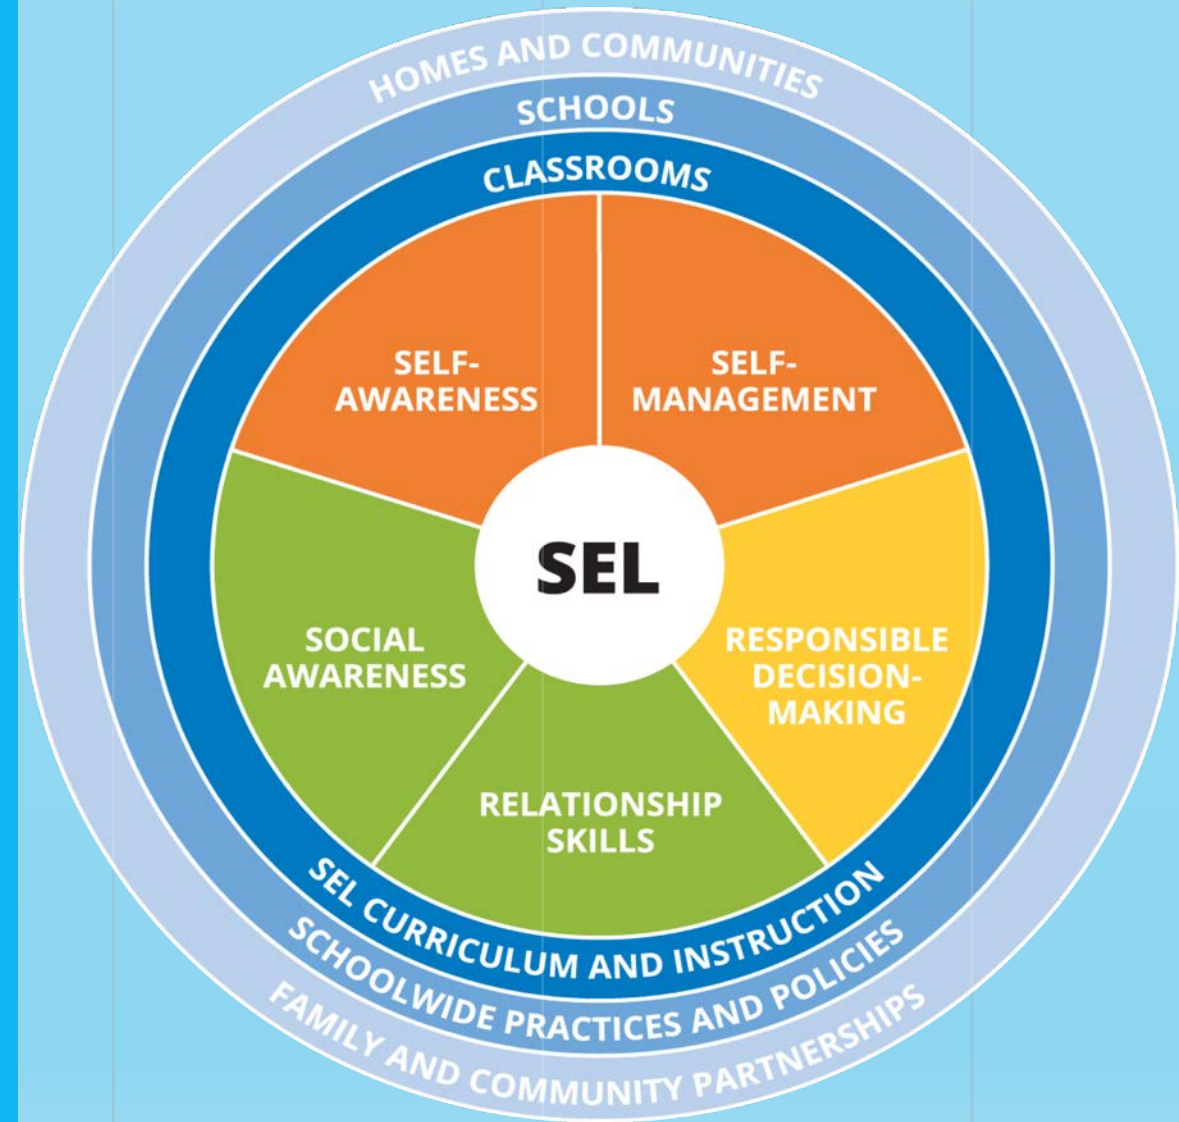 HOMES AND COMMUNITIES
SCHOOLS
CLASSROOMS
SELF-
AWARENESS
SELF-
MANAGEMENT
SEL
SOCIAL
AWARENESS
RESPONSIBLE
DECISION-
MAKING
RELATIONSHIP
SKILLS
SEL CURRICULUM AND INSTRUCTION
SCHOOLWIDE PRACTICES AND POLICIES
FAMILY AND COMMUNITY PARTNERSHIPS